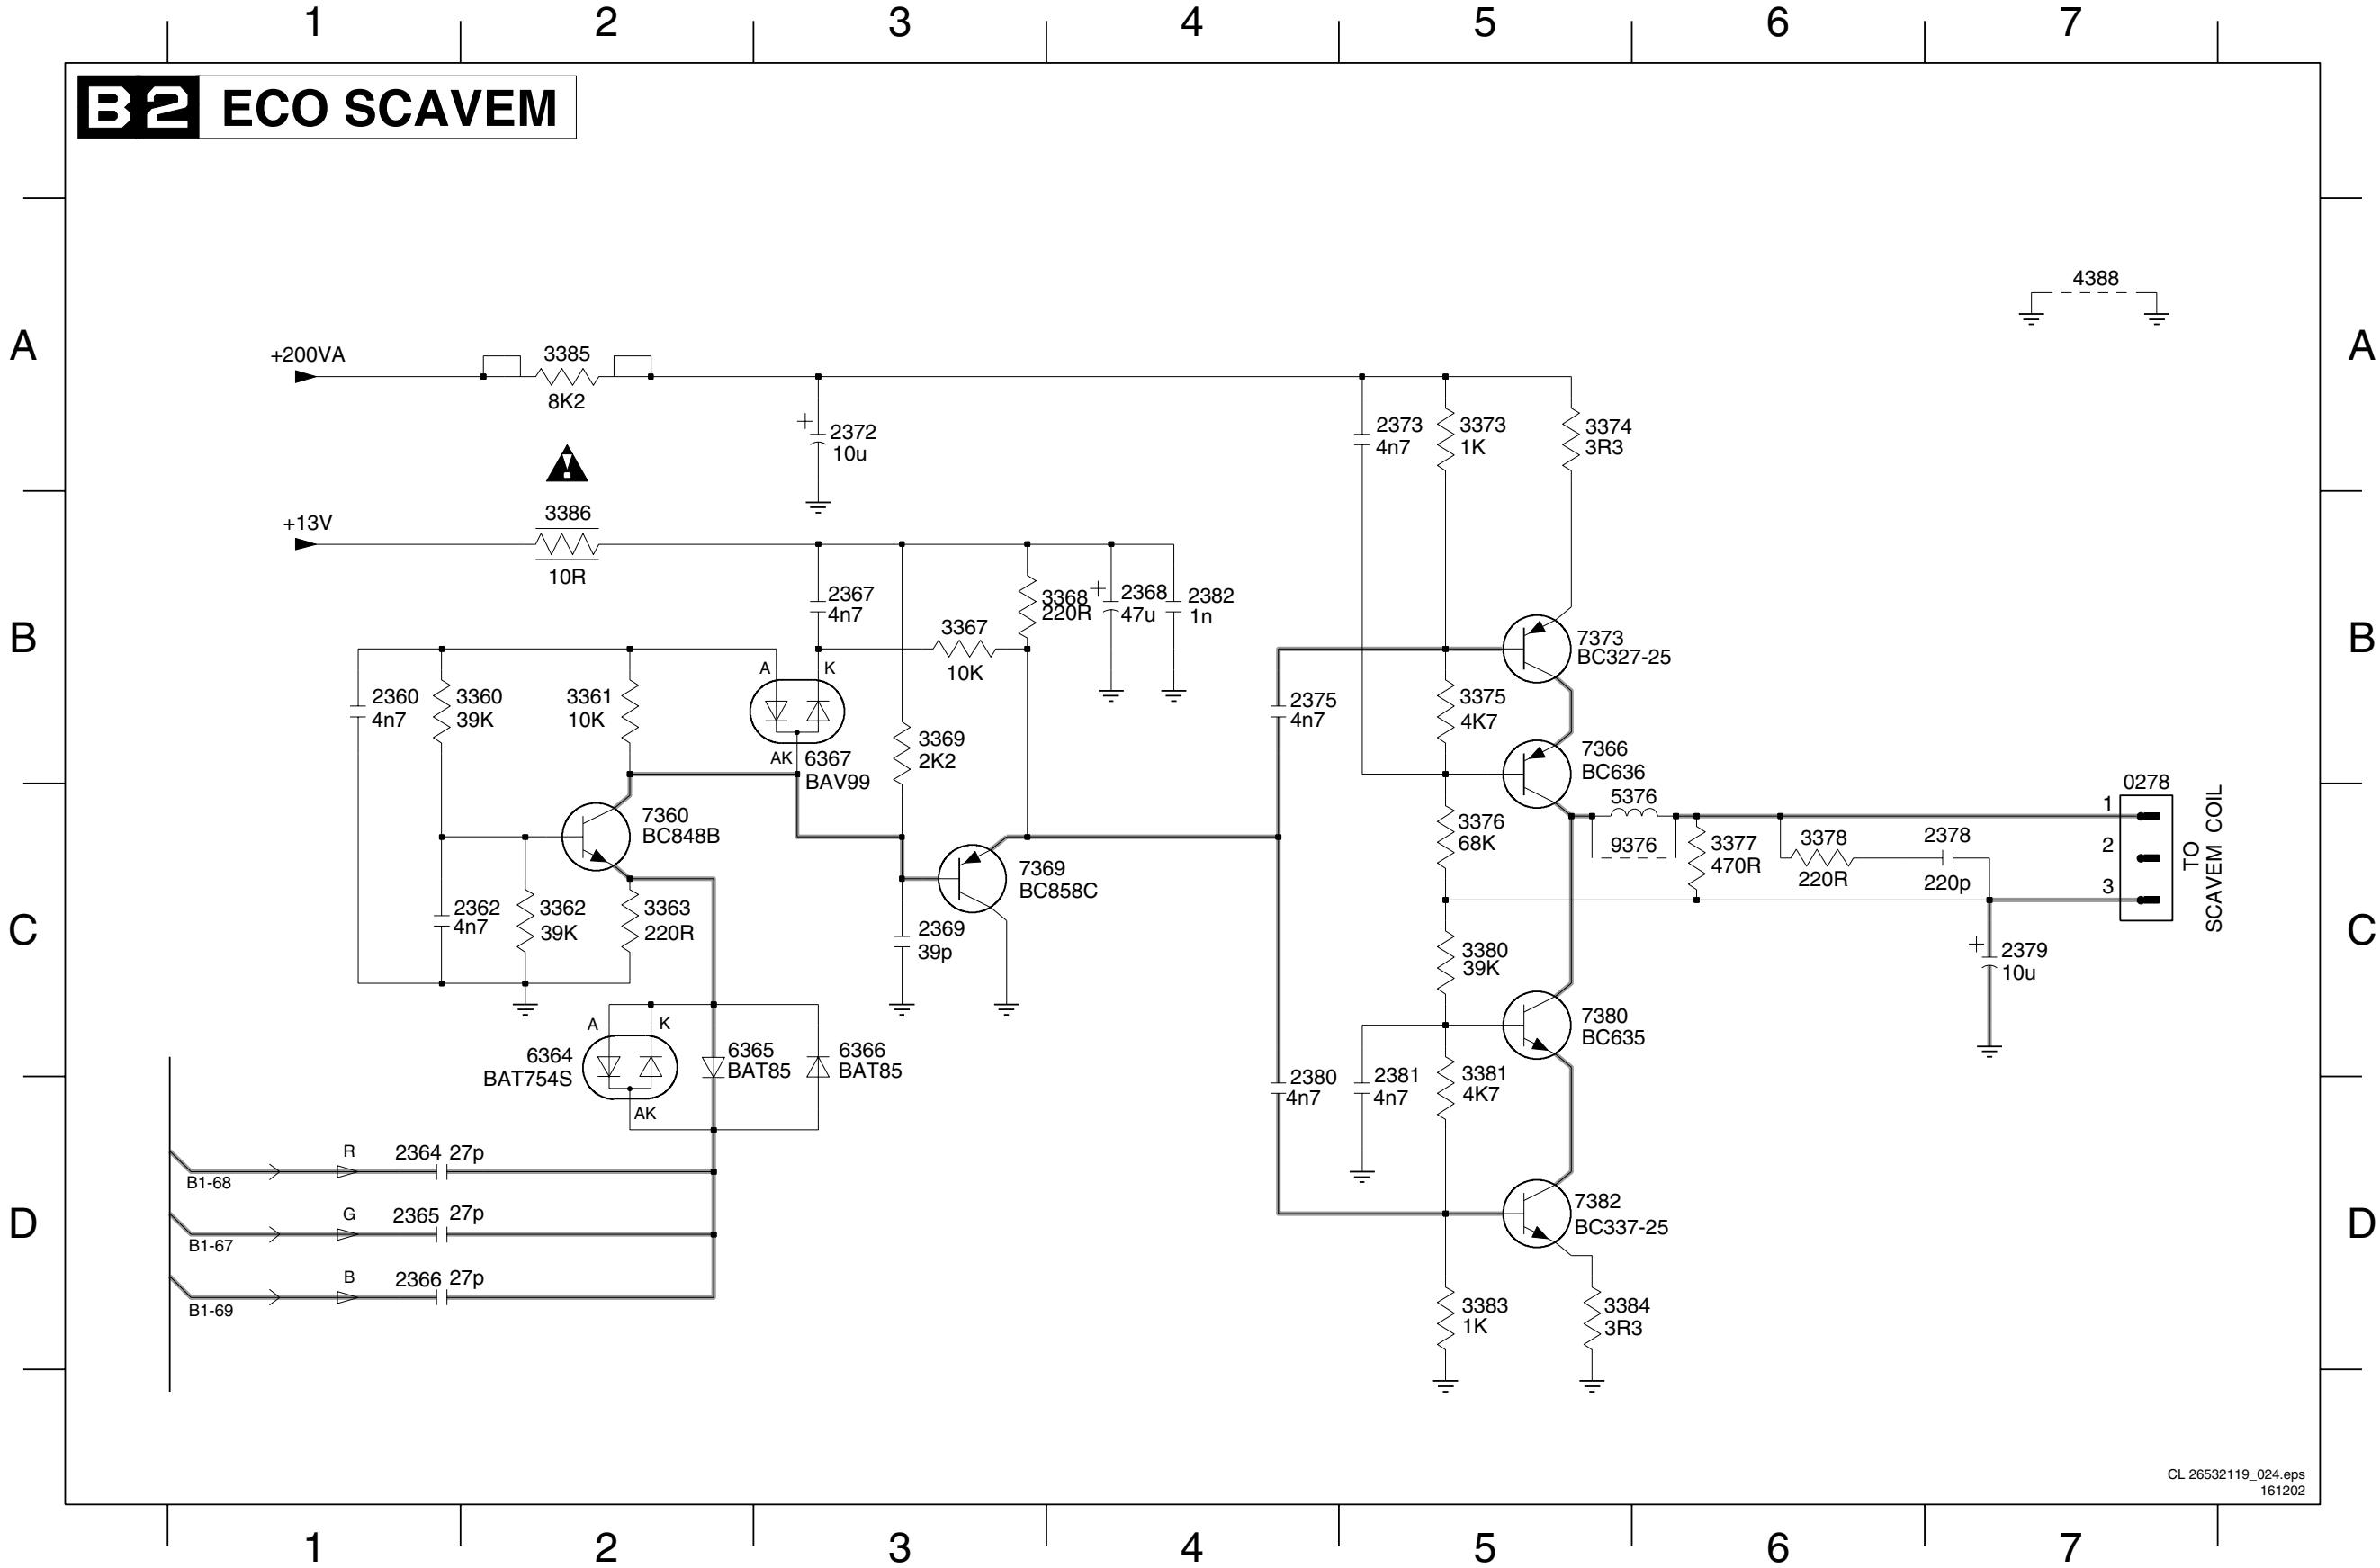 1 2 3 4 5 6 7
B2 ECO SCAVEM
4388
A
A
+200VA
3385
8K2
2372
10u
2373
4n7
3373
1K
3374
3R3
+13V
3386
10R
2367
4n7
3368
220R
2368
47u
2382
1n
3367
10K
B
B
7373
BC327-25
A
K
2360
4n7
3360
39K
3361
10K
2375
4n7
3375
4K7
3369
2K2
AK
6367
BAV99
7366
BC636
0278
5376
1
7360
BC848B
3376
68K
9376
3377
470R
3378
220R
2378
220p
2
3
TO
SCAVEM COIL
7369
BC858C
C
C
2362
4n7
3362
39K
3363
220R
2369
39p
3380
39K
2379
10u
A
K
7380
BC635
6364
BAT754S
6365
BAT85
6366
BAT85
AK
2380
4n7
2381
4n7
3381
4K7
R
2364 27p
B1-68
G
2365 27p
B1-67
B
2366 27p
B1-69
D
D
7382
BC337-25
3383
1K
3384
3R3
CL 26532119_024.eps
161202
1 2 3 4 5 6 7